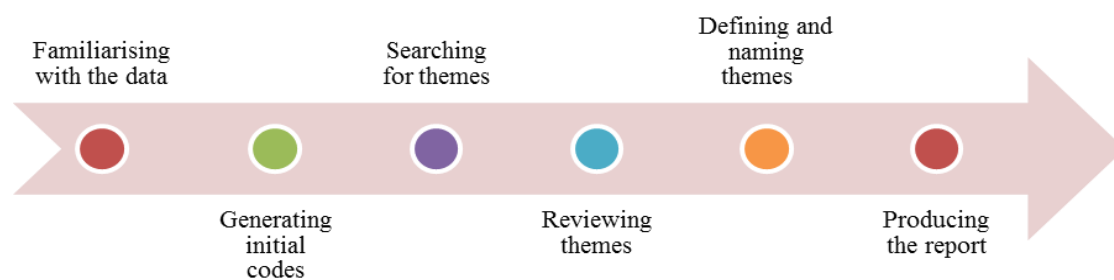 Familiarising
with the data
Generating
initial
codes
Searching
for themes
Reviewing
themes
Defining and
naming
themes
Producing
the report